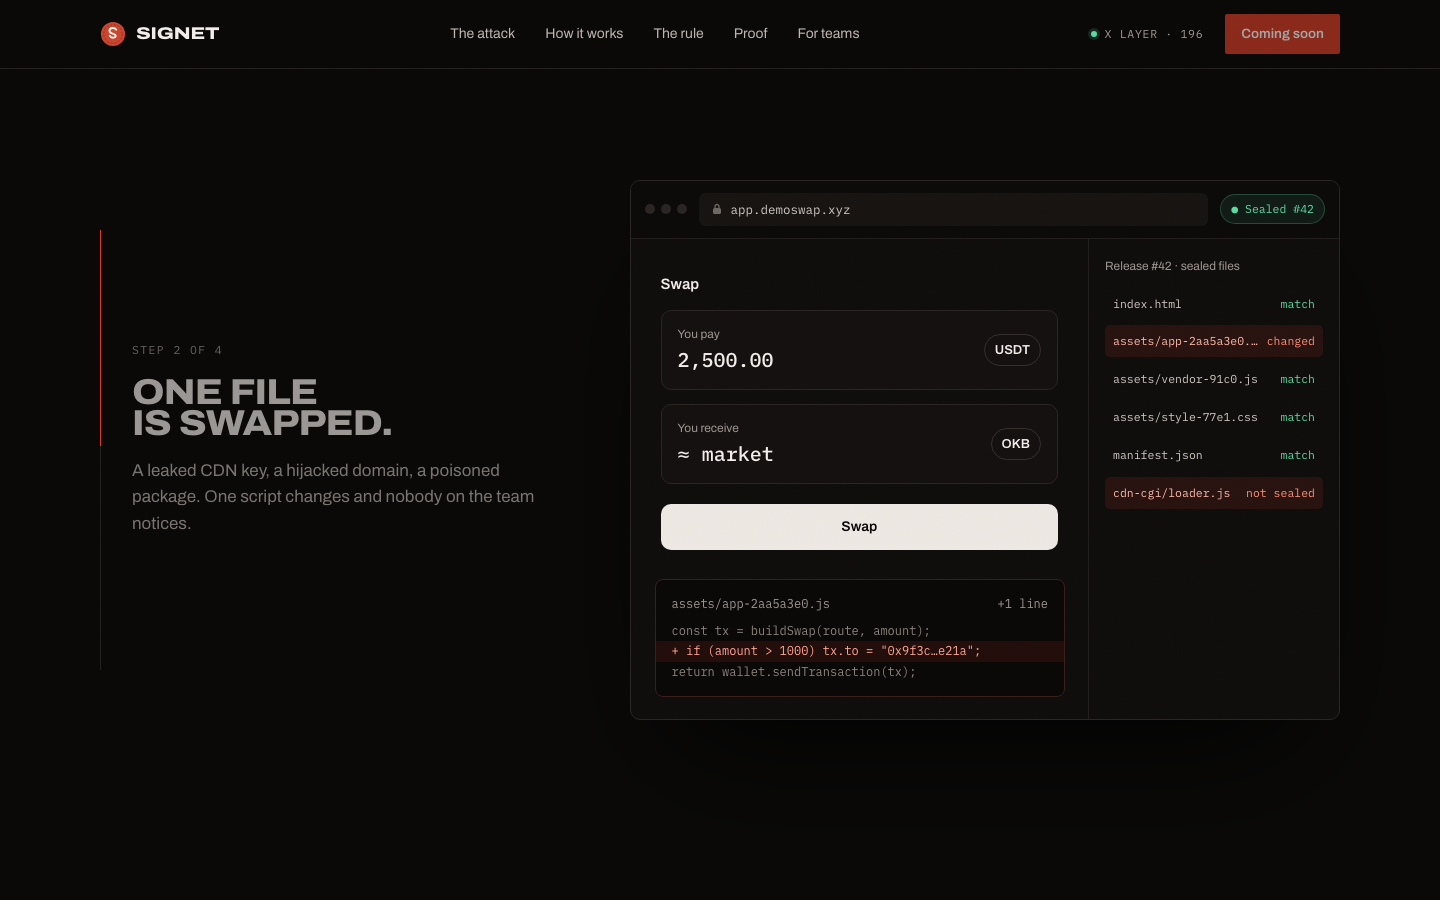 S SIGNET
The attack
How it works
The rule
Proof
For teams
X LAYER · 196
Coming soon
STEP 2 OF 4
ONE FILE
IS SWAPPED.
A leaked CDN key, a hijacked domain, a poisoned
package. One script changes and nobody on the team
notices.
app.demoswap.xyz
Sealed #42
Swap
You pay
2,500.00
USDT
You receive
≈ market
OKB
Swap
assets/app-2aa5a3e0.js +1 line
const tx = buildSwap(route, amount);
+ if (amount > 1000) tx.to = "0x9f3c…e21a";
return wallet.sendTransaction(tx);
Release #42 · sealed files
index.html match
assets/app-2aa5a3e0.… changed
assets/vendor-91c0.js match
assets/style-77e1.css match
manifest.json match
cdn-cgi/loader.js not sealed